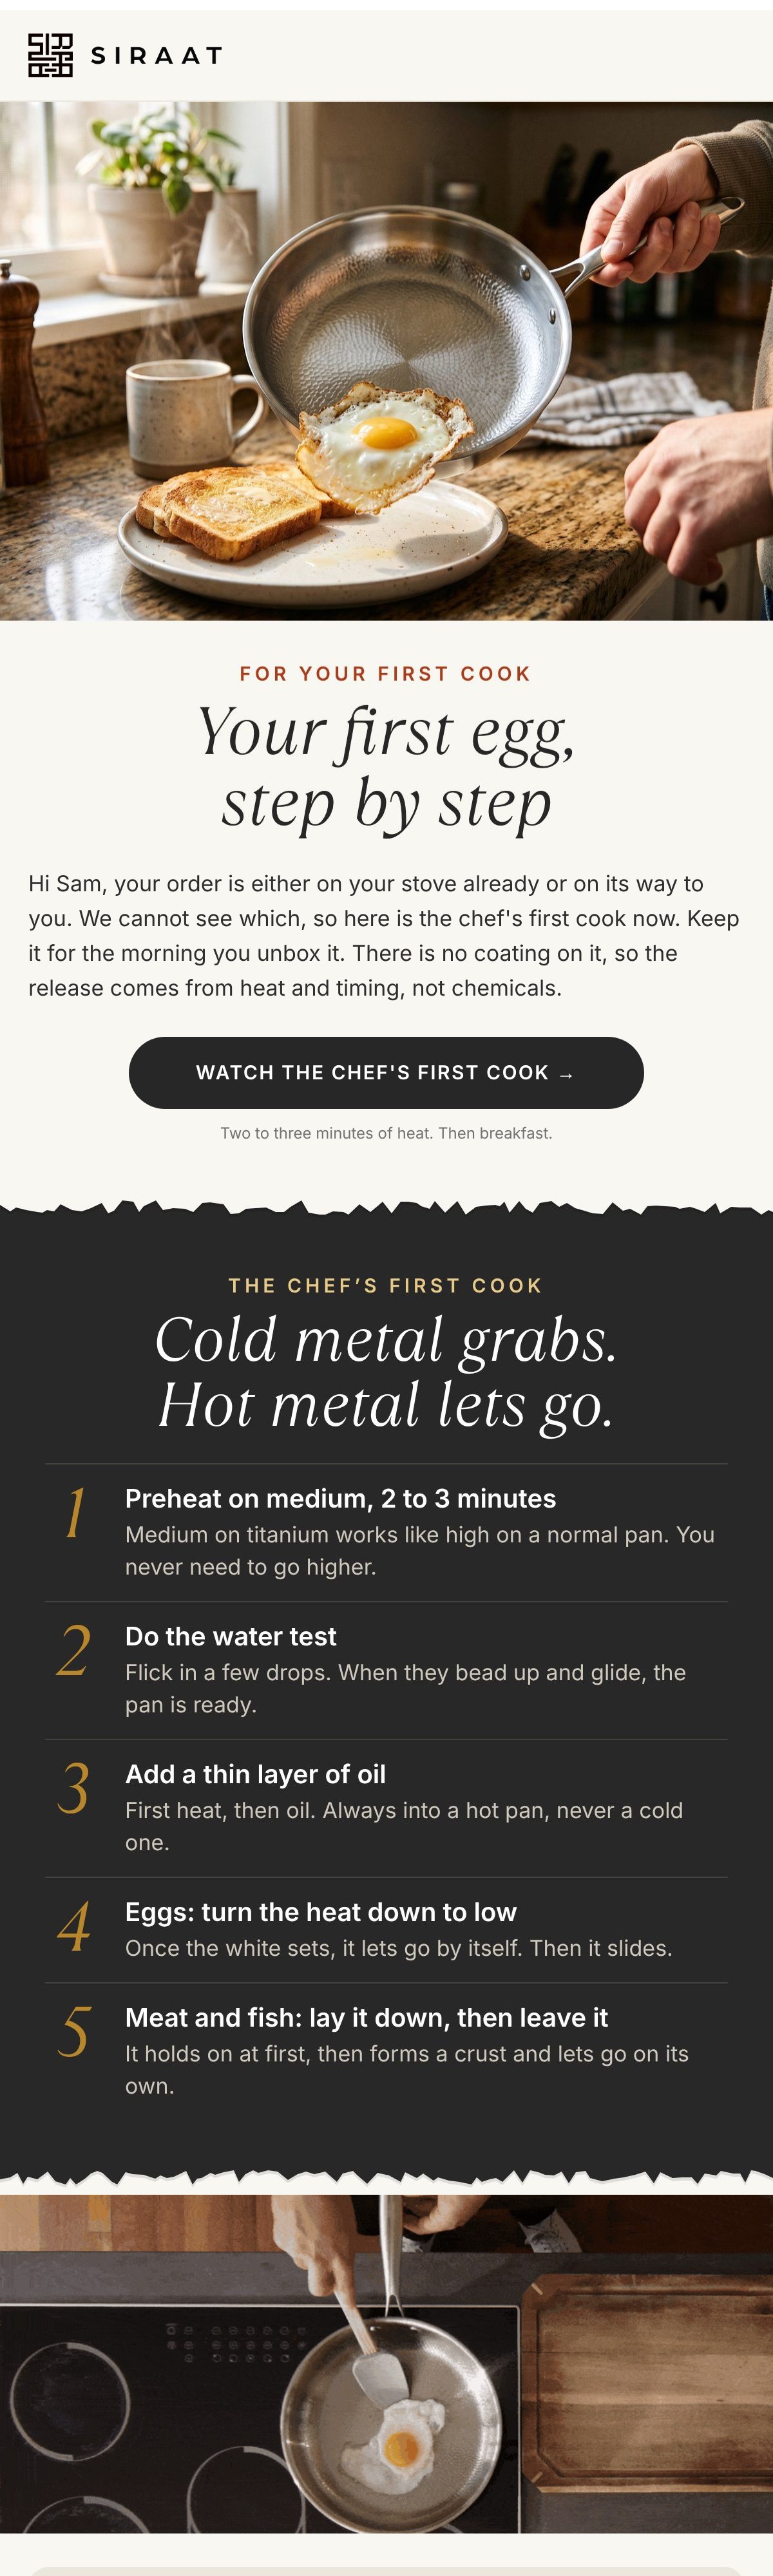 SIRAAT
FOR YOUR FIRST COOK
Your first egg,
step by step
Hi Sam, your order is either on your stove already or on its way to
you. We cannot see which, so here is the chef's first cook now. Keep
it for the morning you unbox it. There is no coating on it, so the
release comes from heat and timing, not chemicals.
WATCH THE CHEF'S FIRST COOK →
Two to three minutes of heat. Then breakfast.
THE CHEF’S FIRST COOK
Cold metal grabs.
Hot metal lets go.
1
Preheat on medium, 2 to 3 minutes
Medium on titanium works like high on a normal pan. You
never need to go higher.
2
Do the water test
Flick in a few drops. When they bead up and glide, the
pan is ready.
3
Add a thin layer of oil
First heat, then oil. Always into a hot pan, never a cold
one.
4
Eggs: turn the heat down to low
Once the white sets, it lets go by itself. Then it slides.
5
Meat and fish: lay it down, then leave it
It holds on at first, then forms a crust and lets go on its
own.